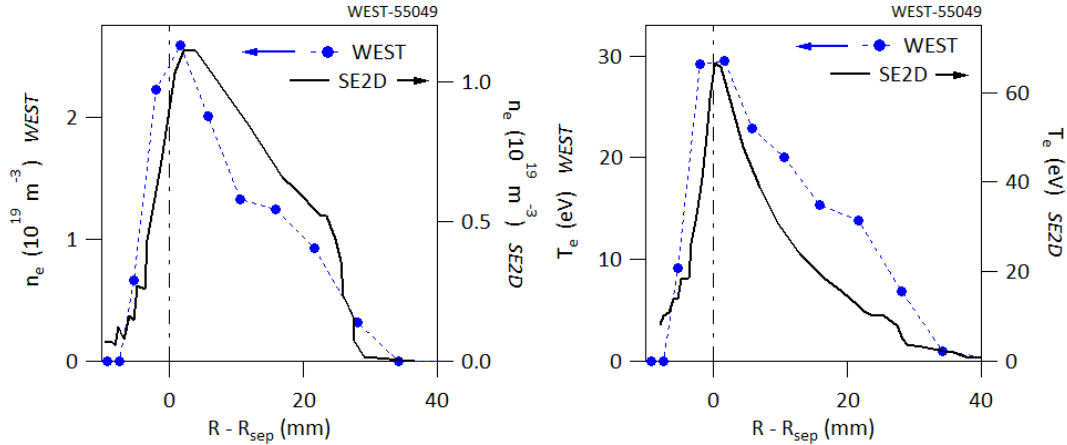 WEST-55049
WEST
SE2D
2
1
0
1.0
0.5
0.0
n_e (10^19 m^-3) WEST
n_e (10^19 m^-3) SE2D
0 20 40
R - R_sep (mm)
WEST-55049
WEST
SE2D
30
20
10
0
60
40
20
0
T_e (eV) WEST
T_e (eV) SE2D
0 20 40
R - R_sep (mm)